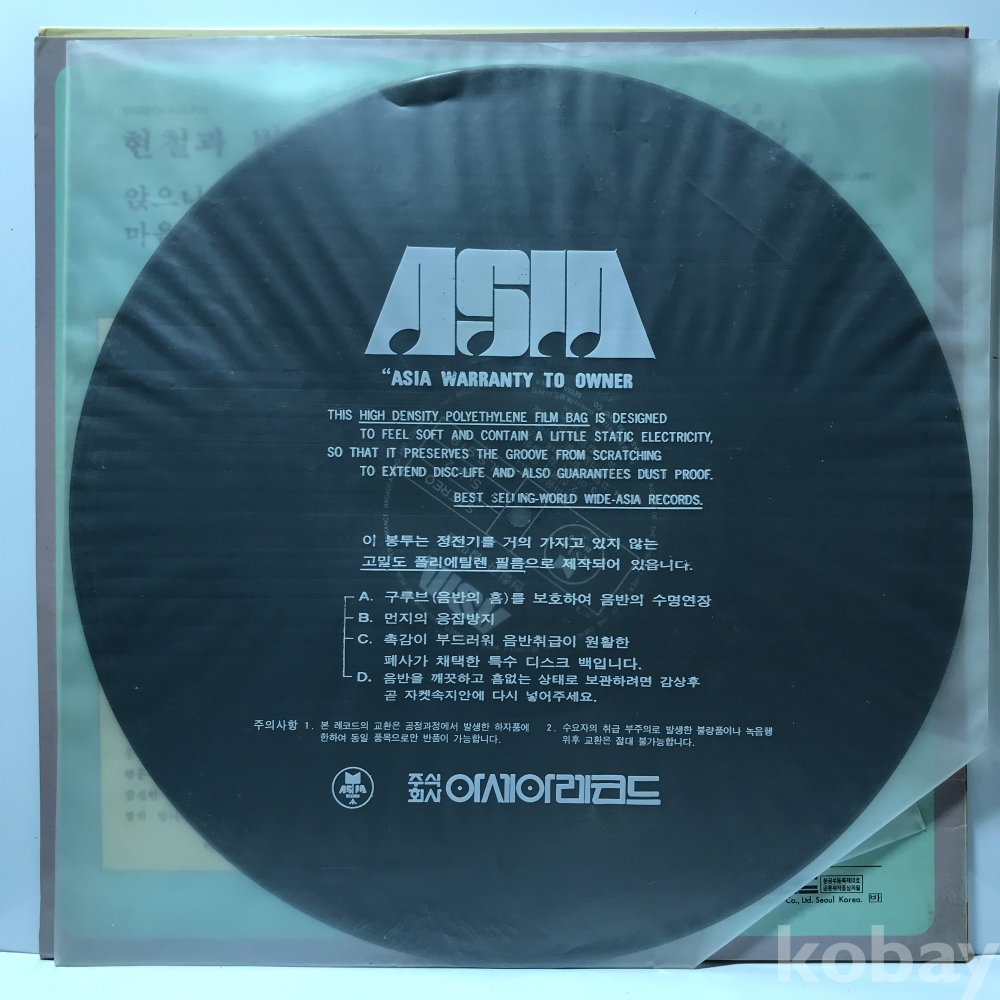 현철과
앉으나
마음
ASIA
“ASIA WARRANTY TO OWNER
THIS HIGH DENSITY POLYETHYLENE FILM BAG IS DESIGNED
TO FEEL SOFT AND CONTAIN A LITTLE STATIC ELECTRICITY,
SO THAT IT PRESERVES THE GROOVE FROM SCRATCHING
TO EXTEND DISC-LIFE AND ALSO GUARANTEES DUST PROOF.
BEST SELLING-WORLD WIDE-ASIA RECORDS.
이 봉투는 정전기를 거의 가지고 있지 않는
고밀도 폴리에틸렌 필름으로 제작되어 있읍니다.
A. 구루브(음반의 홈)를 보호하여 음반의 수명연장
B. 먼지의 응집방지
C. 촉감이 부드러워 음반취급이 원활한
폐사가 채택한 특수 디스크 백입니다.
D. 음반을 깨끗하고 흠없는 상태로 보관하려면 감상후
곧 자켓속지안에 다시 넣어주세요.
주의사항 1. 본 레코드의 교환은 공정과정에서 발생한 하자품에
한하여 동일 품목으로만 반품이 가능합니다.
2. 수요자의 취급 부주의로 발생한 불량품이나 녹음행
위후 교환은 절대 불가능합니다.
ASIA
RECORD
주식회사 아세아레코드
STEREO
Co., Ltd. Seoul Korea. 바
kobay